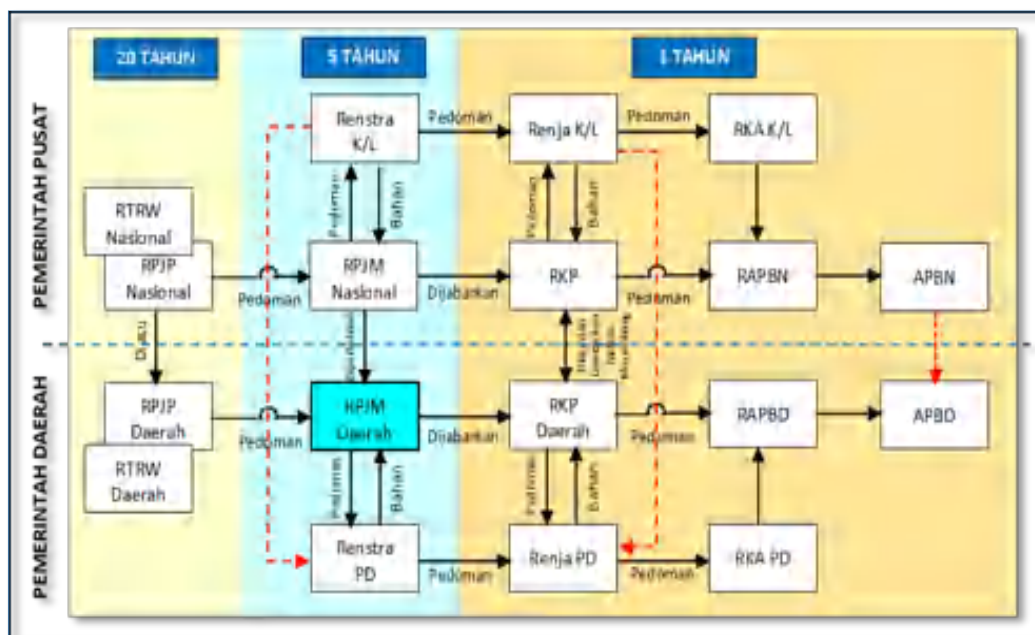 20 TAHUN
5 TAHUN
1 TAHUN
PEMERINTAH PUSAT
Renstra
K/L
Pedoman
Renja K/L
Pedoman
RKA K/L
Pedoman
Bahan
Pedoman
Bahan
RTRW
Nasional
RPJP
Nasional
Pedoman
RPJM
Nasional
Dijabarkan
RKP
Pedoman
RAPBN
APBN
Diacu
PEMERINTAH DAERAH
RPJP
Daerah
Pedoman
RPJM
Daerah
Dijabarkan
RKP
Daerah
Pedoman
RAPBD
APBD
RTRW
Daerah
Pedoman
Bahan
Pedoman
Bahan
Renstra
PD
Pedoman
Renja PD
Pedoman
RKA PD